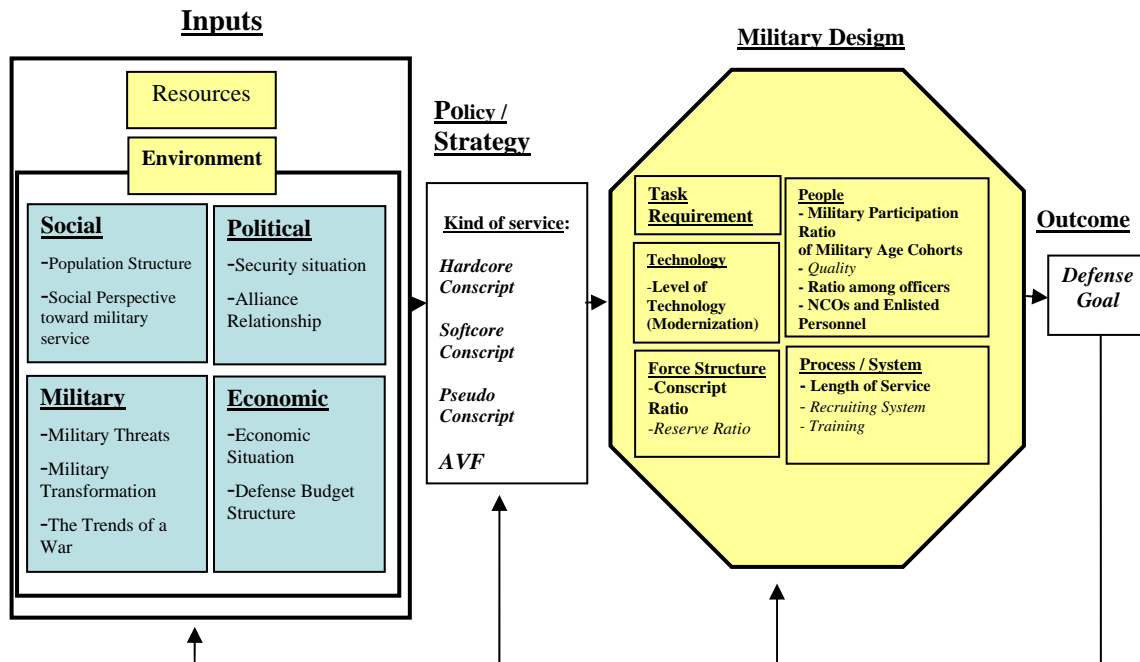 Inputs
Resources
Environment
Social
-Population Structure
-Social Perspective
toward military
service
Political
-Security situation
-Alliance
Relationship
Military
-Military Threats
-Military
Transformation
-The Trends of a
War
Economic
-Economic
Situation
-Defense Budget
Structure
Policy /
Strategy
Kind of service:
Hardcore
Conscript
Softcore
Conscript
Pseudo
Conscript
AVF
Military Desigm
Task
Requirement
Technology
-Level of
Technology
(Modernization)
Force Structure
-Conscript
Ratio
-Reserve Ratio
People
- Military Participation
Ratio
of Military Age Cohorts
- Quality
- Ratio among officers
- NCOs and Enlisted
Personnel
Process / System
- Length of Service
- Recruiting System
- Training
Outcome
Defense
Goal